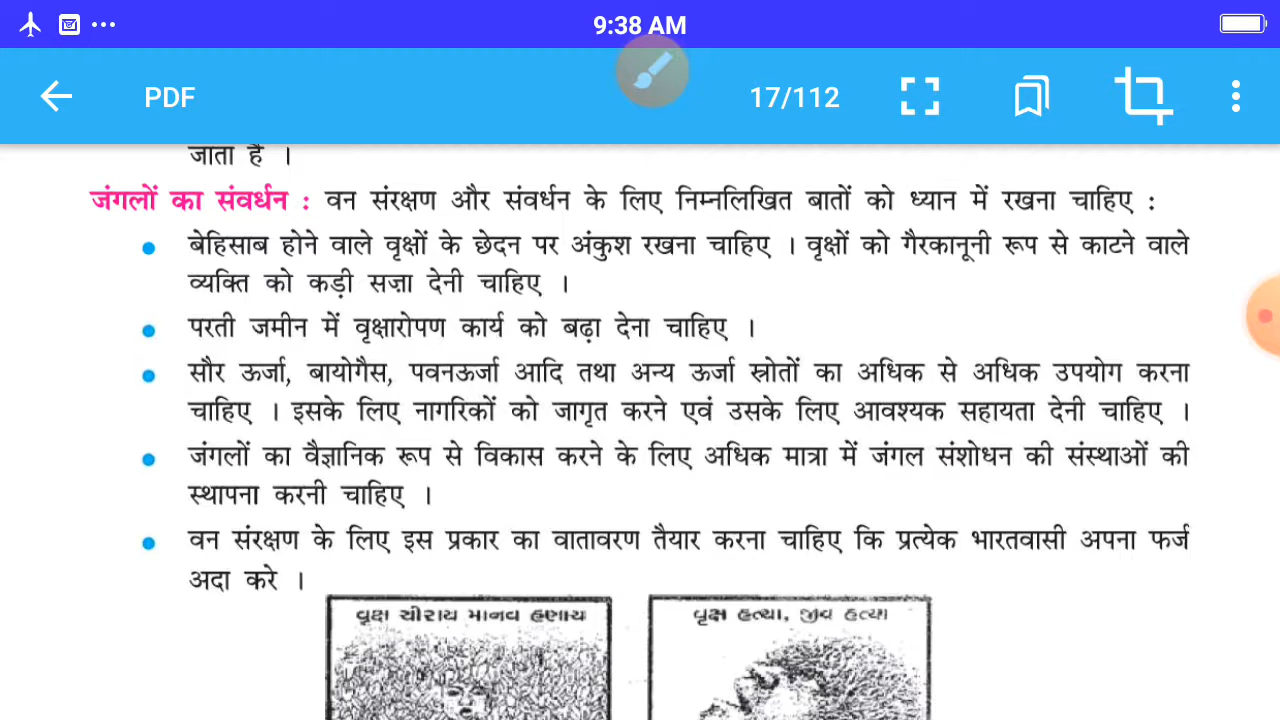 9:38 AM
PDF
17/112
जाता है ।
जंगलों का संवर्धन : वन संरक्षण और संवर्धन के लिए निम्नलिखित बातों को ध्यान में रखना चाहिए :
बेहिसाब होने वाले वृक्षों के छेदन पर अंकुश रखना चाहिए । वृक्षों को गैरकानूनी रूप से काटने वाले
व्यक्ति को कड़ी सज़ा देनी चाहिए ।
परती जमीन में वृक्षारोपण कार्य को बढ़ा देना चाहिए ।
सौर ऊर्जा, बायोगैस, पवनऊर्जा आदि तथा अन्य ऊर्जा स्रोतों का अधिक से अधिक उपयोग करना
चाहिए । इसके लिए नागरिकों को जागृत करने एवं उसके लिए आवश्यक सहायता देनी चाहिए ।
जंगलों का वैज्ञानिक रूप से विकास करने के लिए अधिक मात्रा में जंगल संशोधन की संस्थाओं की
स्थापना करनी चाहिए ।
वन संरक्षण के लिए इस प्रकार का वातावरण तैयार करना चाहिए कि प्रत्येक भारतवासी अपना फर्ज
अदा करे ।
વૃક્ષ ચીરાય માનવ હણાય
વૃક્ષ હત્યા, જીવ હત્યા